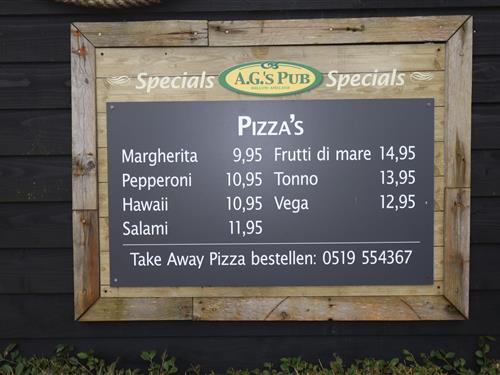 Specials A.G.'S PUB Specials
PIZZA'S
Margherita 9,95 Frutti di mare 14,95
Pepperoni 10,95 Tonno 13,95
Hawaii 10,95 Vega 12,95
Salami 11,95
Take Away Pizza bestellen: 0519 554367